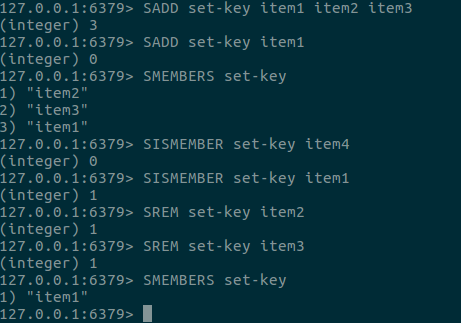 127.0.0.1:6379> SADD set-key item1 item2 item3
(integer) 3
127.0.0.1:6379> SADD set-key item1
(integer) 0
127.0.0.1:6379> SMEMBERS set-key
1) "item2"
2) "item3"
3) "item1"
127.0.0.1:6379> SISMEMBER set-key item4
(integer) 0
127.0.0.1:6379> SISMEMBER set-key item1
(integer) 1
127.0.0.1:6379> SREM set-key item2
(integer) 1
127.0.0.1:6379> SREM set-key item3
(integer) 1
127.0.0.1:6379> SMEMBERS set-key
1) "item1"
127.0.0.1:6379>